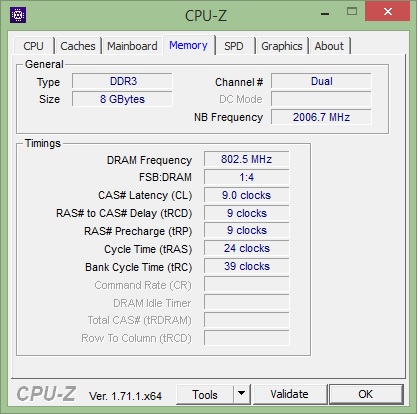 CPU-Z
CPU Caches Mainboard Memory SPD Graphics About
General
Type DDR3 Channel # Dual
Size 8 GBytes DC Mode
NB Frequency 2006.7 MHz
Timings
DRAM Frequency 802.5 MHz
FSB:DRAM 1:4
CAS# Latency (CL) 9.0 clocks
RAS# to CAS# Delay (tRCD) 9 clocks
RAS# Precharge (tRP) 9 clocks
Cycle Time (tRAS) 24 clocks
Bank Cycle Time (tRC) 39 clocks
Command Rate (CR)
DRAM Idle Timer
Total CAS# (tRDRAM)
Row To Column (tRCD)
CPU-Z Ver. 1.71.1.x64 Tools Validate OK